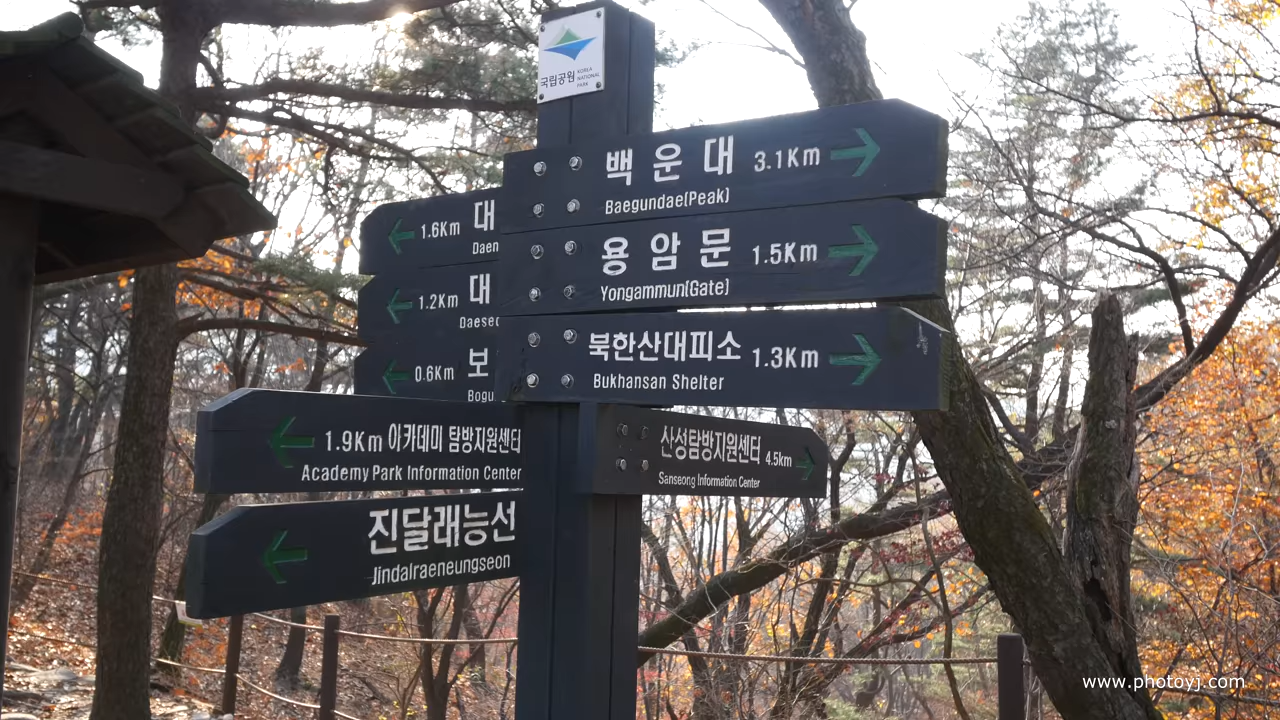 국립공원
KOREA
NATIONAL
PARK
백운대 3.1Km
Baegundae(Peak)
1.6Km 대
Daen
용암문 1.5Km
Yongammun(Gate)
1.2Km 대
북한산대피소 1.3Km
Bukhansan Shelter
0.6Km 보
Bogu
1.9Km 아카데미 탐방지원센터
Academy Park Information Center
산성탐방지원센터 4.5km
Sanseong Information Center
진달래능선
Jindalraeneungseon
www.photoyj.com